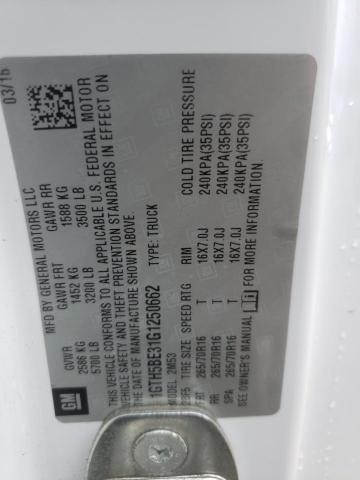 MFD BY GENERAL MOTORS LLC
03/16
GVWR GAWR FRT GAWR RR
2586 KG 1452 KG 1588 KG
5700 LB 3200 LB 3500 LB
THIS VEHICLE CONFORMS TO ALL APPLICABLE U.S. FEDERAL MOTOR
VEHICLE SAFETY AND THEFT PREVENTION STANDARDS IN EFFECT ON
THE DATE OF MANUFACTURE SHOWN ABOVE.
GM
1GTH5BE31G1250662 TYPE: TRUCK
MODEL: 2M53
TIRE SIZE SPEED RTG RIM COLD TIRE PRESSURE
FRT 265/70R16 T 16X7.0J 240KPA(35PSI)
RR 265/70R16 T 16X7.0J 240KPA(35PSI)
SPA 265/70R16 T 16X7.0J 240KPA(35PSI)
SEE OWNER'S MANUAL FOR MORE INFORMATION